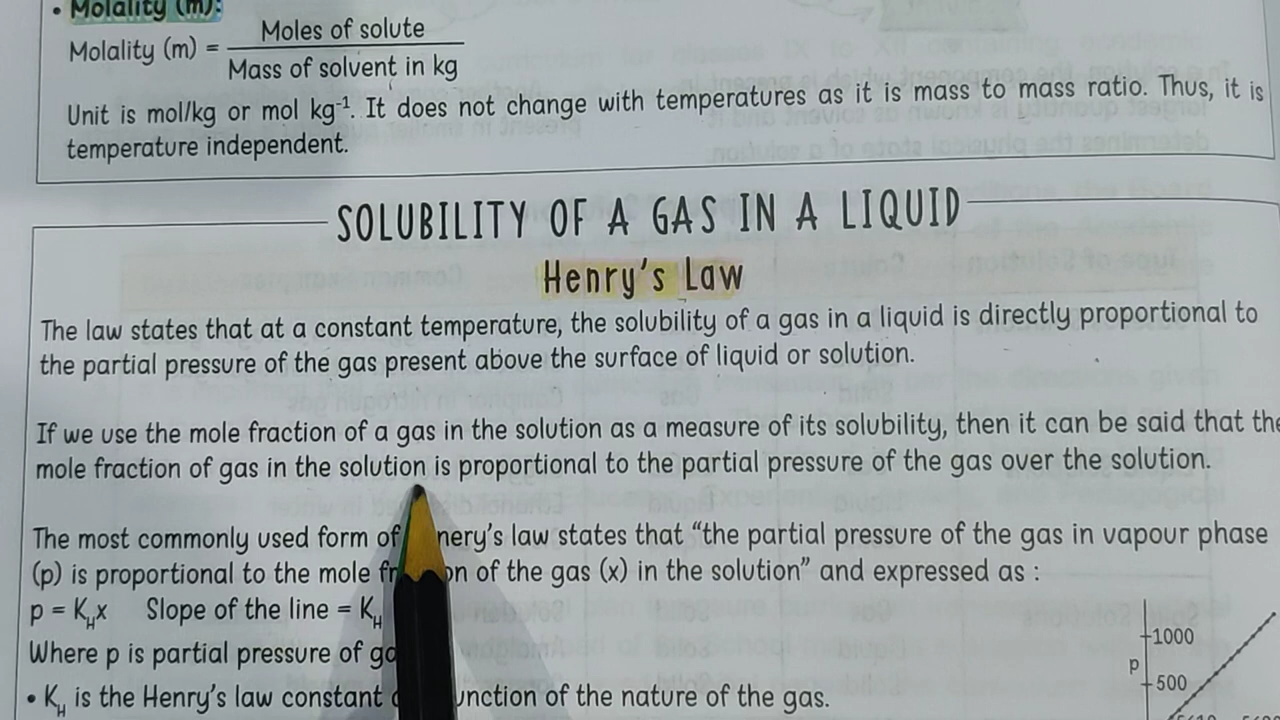 • Molality (m):
Molality (m) = Moles of solute
Mass of solvent in kg
Unit is mol/kg or mol kg⁻¹. It does not change with temperatures as it is mass to mass ratio. Thus, it is
temperature independent.
SOLUBILITY OF A GAS IN A LIQUID
Henry's Law
The law states that at a constant temperature, the solubility of a gas in a liquid is directly proportional to
the partial pressure of the gas present above the surface of liquid or solution.
If we use the mole fraction of a gas in the solution as a measure of its solubility, then it can be said that the
mole fraction of gas in the solution is proportional to the partial pressure of the gas over the solution.
The most commonly used form of nery's law states that "the partial pressure of the gas in vapour phase
(p) is proportional to the mole fr on of the gas (x) in the solution" and expressed as :
p = K_H x Slope of the line = K_H
Where p is partial pressure of ga
1000
p
500
• K_H is the Henry's law constant unction of the nature of the gas.